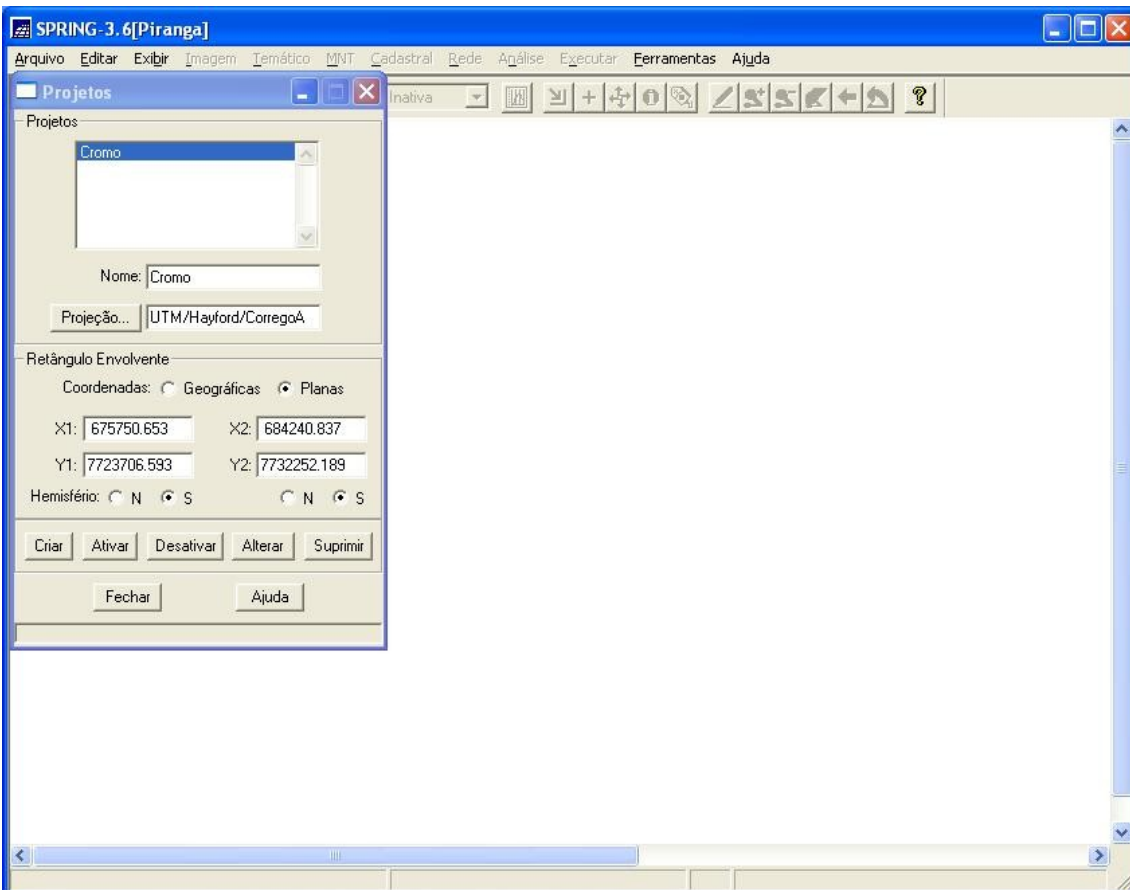 SPRING-3.6[Piranga]
Arquivo Editar Exibir Imagem Temático MNT Cadastral Rede Análise Executar Ferramentas Ajuda
Projetos
Inativa
Projetos
Cromo
Nome: Cromo
Projeção... UTM/Hayford/CorregoA
Retângulo Envolvente
Coordenadas: Geográficas Planas
X1: 675750.653 X2: 684240.837
Y1: 7723706.593 Y2: 7732252.189
Hemisfério: N S N S
Criar Ativar Desativar Alterar Suprimir
Fechar Ajuda